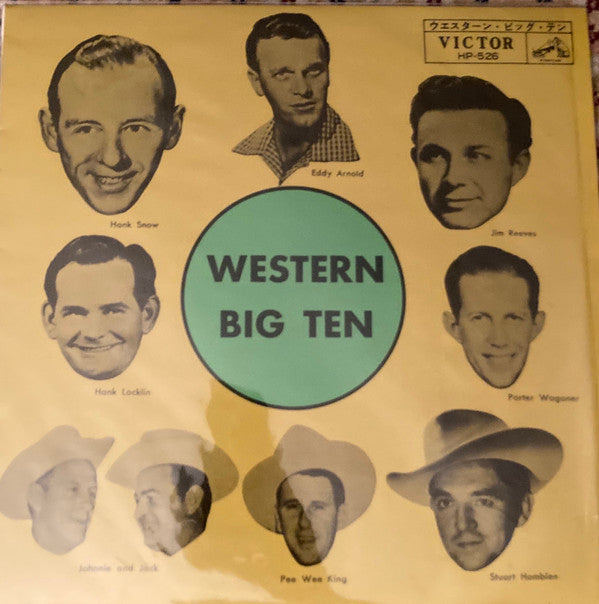 ウエスターン・ビッグ・テン
VICTOR
HP-526
Eddy Arnold
Hank Snow
Jim Reeves
WESTERN
BIG TEN
Hank Locklin
Porter Wagoner
Johnnie and Jack
Pee Wee King
Stuart Hamblen